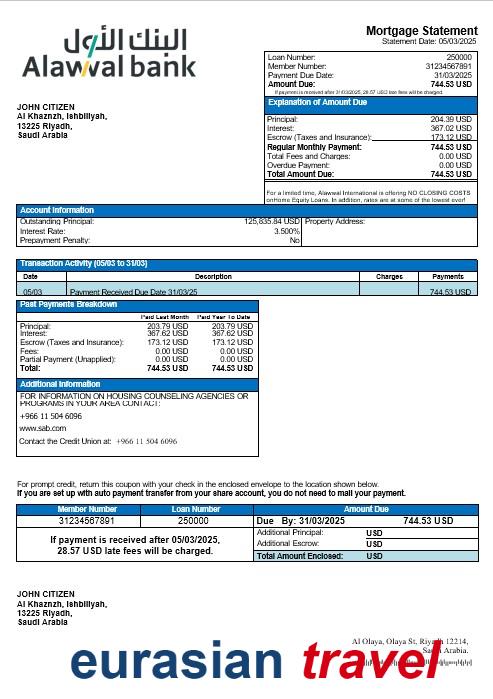 البنك الأول
Alawwal bank
Mortgage Statement
Statement Date: 05/03/2025
Loan Number: 250000
Member Number: 31234567891
Payment Due Date: 31/03/2025
Amount Due: 744.53 USD
If payment is received after 31/03/2025, 28.57 USD late fees will be charged.
JOHN CITIZEN
Al Khaznzh, Ishbiliyah,
13225 Riyadh,
Saudi Arabia
Explanation of Amount Due
Principal: 204.39 USD
Interest: 367.02 USD
Escrow (Taxes and Insurance): 173.12 USD
Regular Monthly Payment: 744.53 USD
Total Fees and Charges: 0.00 USD
Overdue Payment: 0.00 USD
Total Amount Due: 744.53 USD
For a limited time, Alawwal International is offering NO CLOSING COSTS
onHome Equity Loans. In addition, rates are at some of the lowest ever!
Account Information
Outstanding Principal: 125,835.84 USD Property Address:
Interest Rate: 3.500%
Prepayment Penalty: No
Transaction Activity (05/03 to 31/03)
Date Description Charges Payments
05/03 Payment Received Due Date 31/03/25 744.53 USD
Past Payments Breakdown
Paid Last Month Paid Year To Date
Principal: 203.79 USD 203.79 USD
Interest: 367.62 USD 367.62 USD
Escrow (Taxes and Insurance): 173.12 USD 173.12 USD
Fees: 0.00 USD 0.00 USD
Partial Payment (Unapplied): 0.00 USD 0.00 USD
Total: 744.53 USD 744.53 USD
Additional Information
FOR INFORMATION ON HOUSING COUNSELING AGENCIES OR
PROGRAMS IN YOUR AREA CONTACT:
+966 11 504 6096
www.sab.com
Contact the Credit Union at: +966 11 504 6096
For prompt credit, return this coupon with your check in the enclosed envelope to the location shown below.
If you are set up with auto payment transfer from your share account, you do not need to mail your payment.
Member Number Loan Number Amount Due
31234567891 250000 Due By: 31/03/2025 744.53 USD
If payment is received after 05/03/2025,
28.57 USD late fees will be charged.
Additional Principal: USD
Additional Escrow: USD
Total Amount Enclosed: USD
JOHN CITIZEN
Al Khaznzh, Ishbiliyah,
13225 Riyadh,
Saudi Arabia
Al Olaya, Olaya St, Riyadh 12214,
Saudi Arabia.
eurasian travel